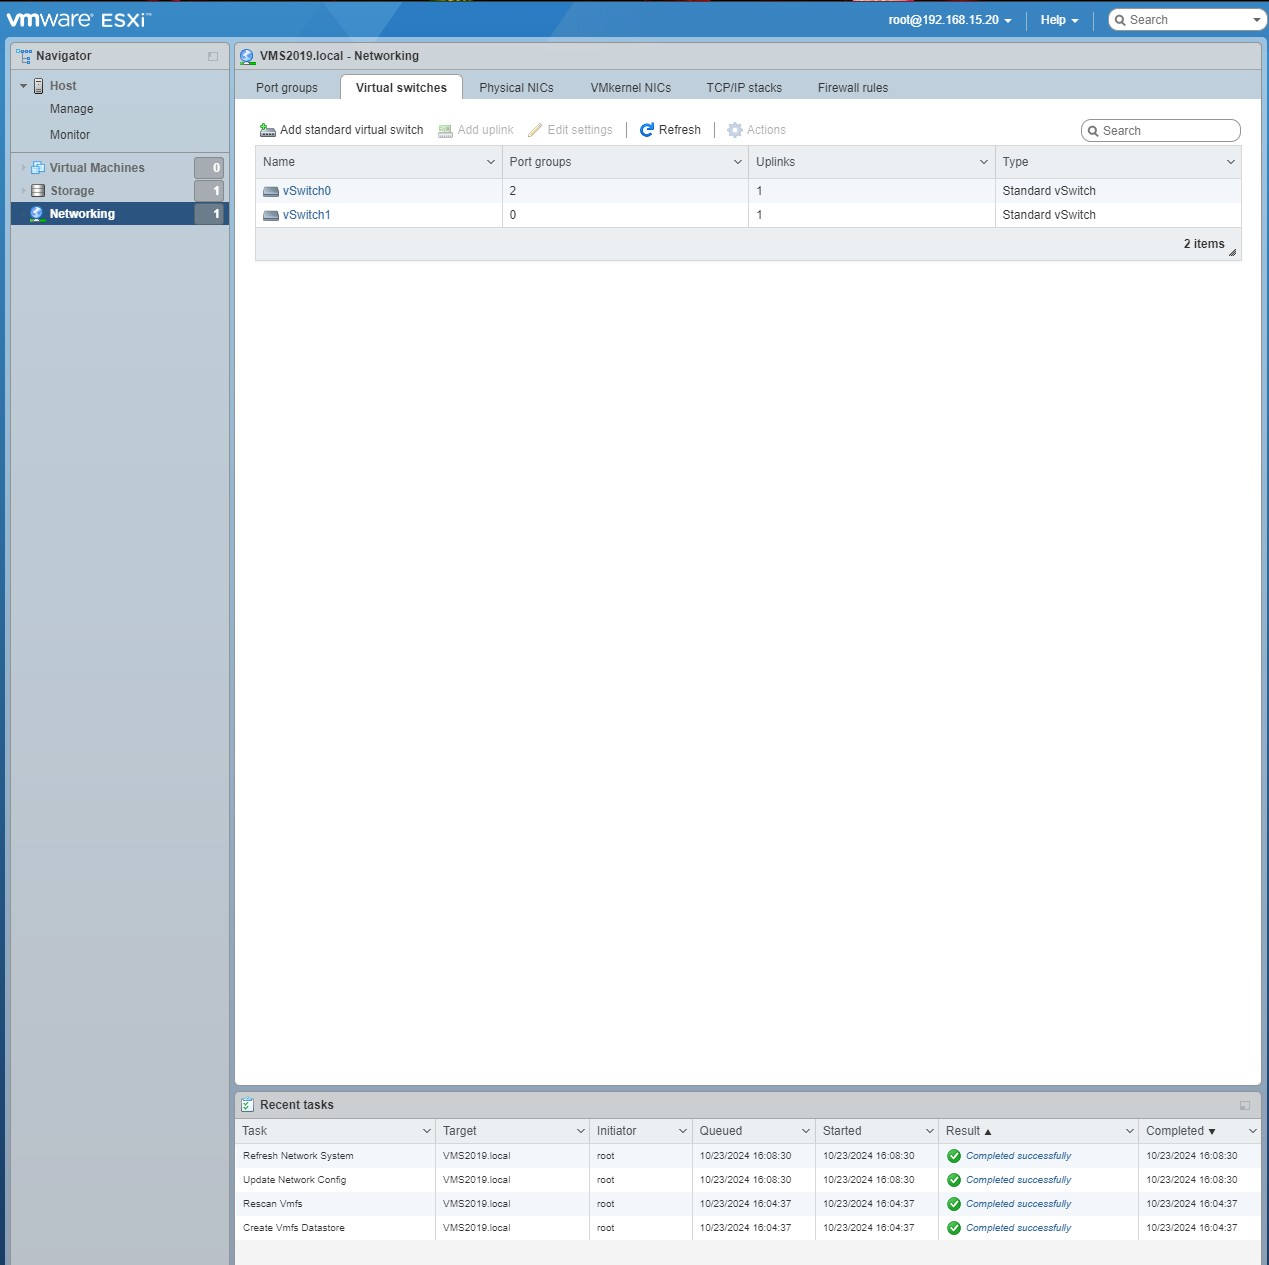 vmware ESXi™
root@192.168.15.20
Help
Search
Navigator
Host
Manage
Monitor
Virtual Machines 0
Storage 1
Networking 1
VMS2019.local - Networking
Port groups Virtual switches Physical NICs VMkernel NICs TCP/IP stacks Firewall rules
Add standard virtual switch Add uplink Edit settings Refresh Actions Search
Name Port groups Uplinks Type
vSwitch0 2 1 Standard vSwitch
vSwitch1 0 1 Standard vSwitch
2 items
Recent tasks
Task Target Initiator Queued Started Result ▲ Completed ▼
Refresh Network System VMS2019.local root 10/23/2024 16:08:30 10/23/2024 16:08:30 Completed successfully 10/23/2024 16:08:30
Update Network Config VMS2019.local root 10/23/2024 16:08:30 10/23/2024 16:08:30 Completed successfully 10/23/2024 16:08:30
Rescan Vmfs VMS2019.local root 10/23/2024 16:04:37 10/23/2024 16:04:37 Completed successfully 10/23/2024 16:04:37
Create Vmfs Datastore VMS2019.local root 10/23/2024 16:04:37 10/23/2024 16:04:37 Completed successfully 10/23/2024 16:04:37